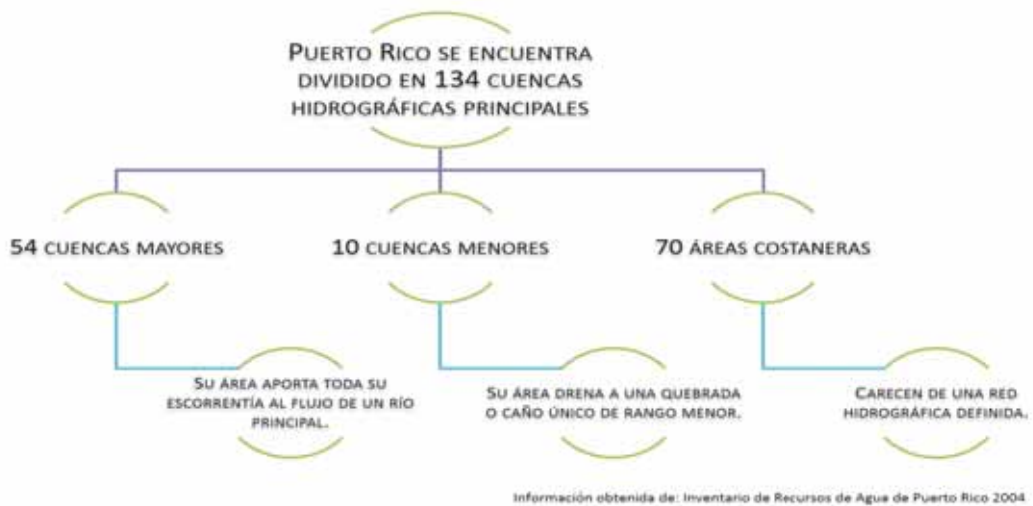 PUERTO RICO SE ENCUENTRA
DIVIDIDO EN 134 CUENCAS
HIDROGRÁFICAS PRINCIPALES
54 CUENCAS MAYORES
10 CUENCAS MENORES
70 ÁREAS COSTANERAS
SU ÁREA APORTA TODA SU
ESCORRENTÍA AL FLUJO DE UN RÍO
PRINCIPAL.
SU ÁREA DRENA A UNA QUEBRADA
O CAÑO ÚNICO DE RANGO MENOR.
CARECEN DE UNA RED
HIDROGRÁFICA DEFINIDA.
Información obtenida de: Inventario de Recursos de Agua de Puerto Rico 2004